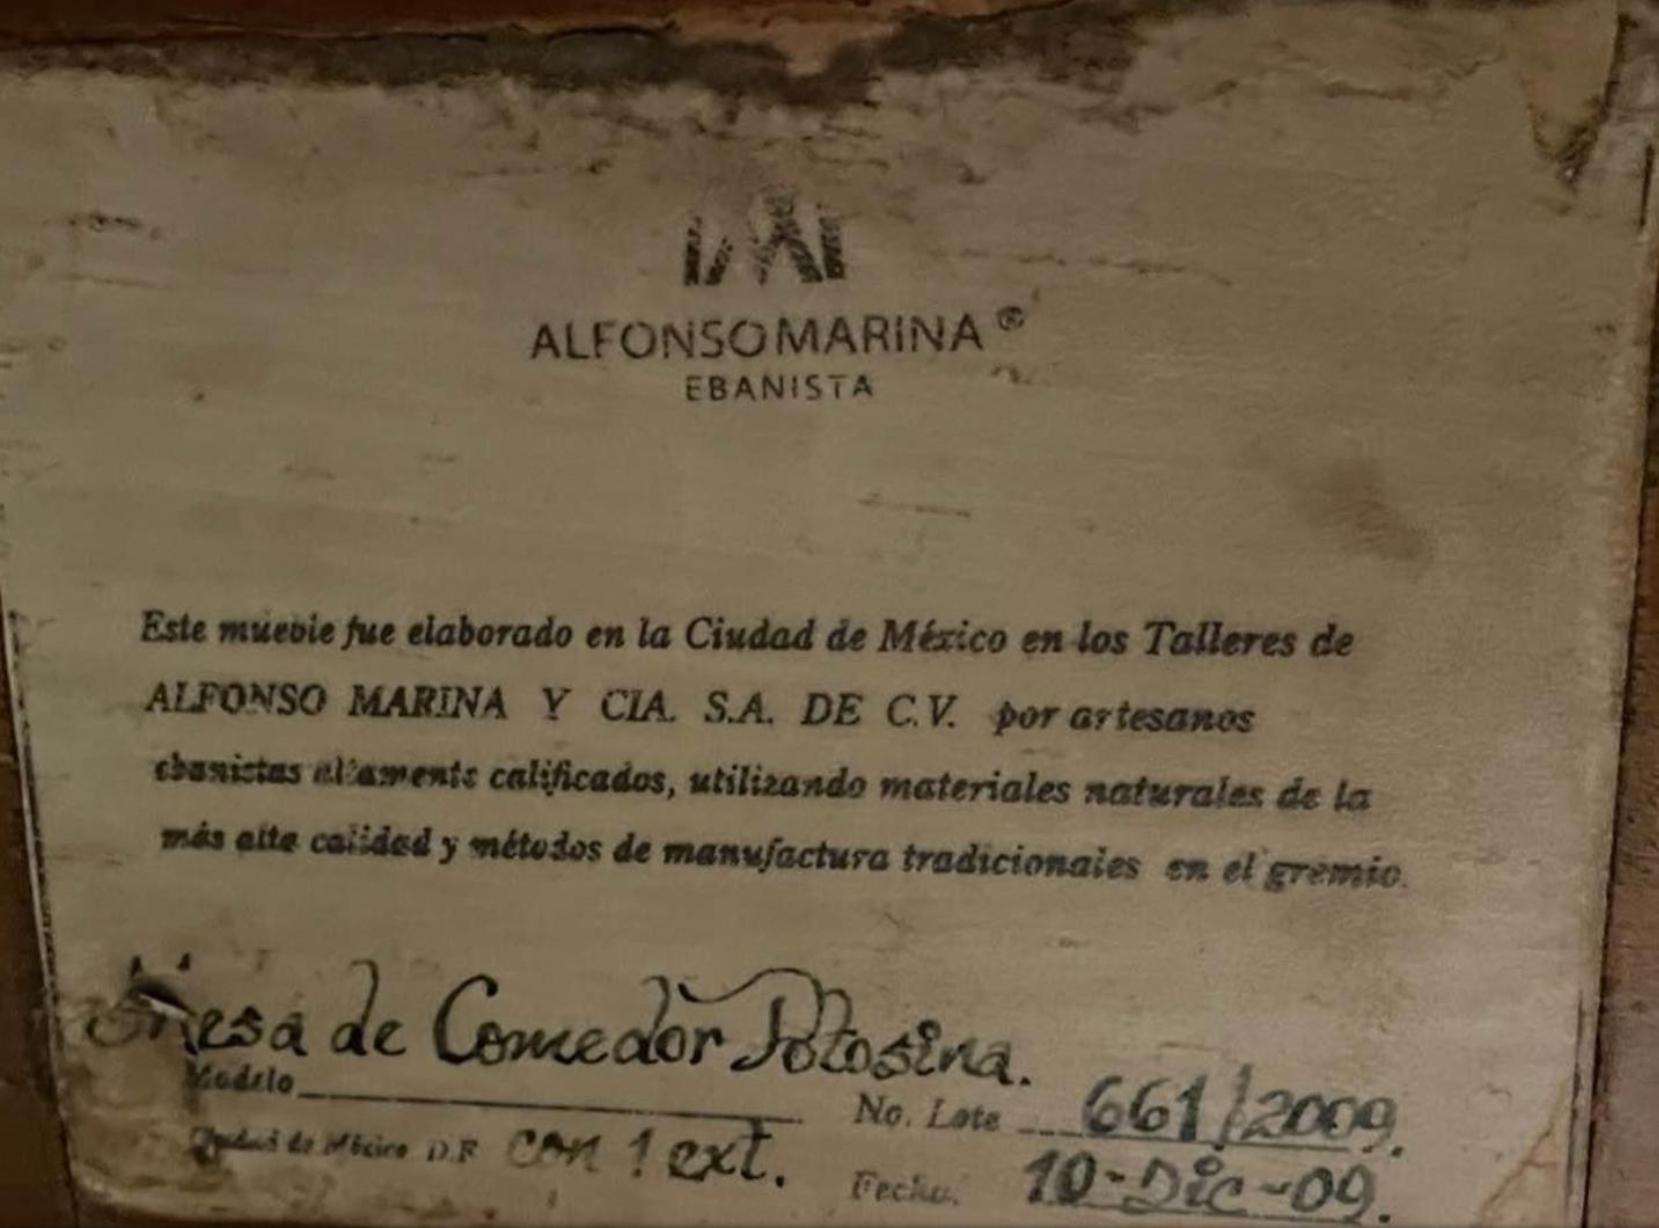 ALFONSO MARINA ®
EBANISTA
Este mueble fue elaborado en la Ciudad de México en los Talleres de
ALFONSO MARINA Y CIA. S.A. DE C.V. por artesanos
ebanistas altamente calificados, utilizando materiales naturales de la
más alta calidad y métodos de manufactura tradicionales en el gremio.
Mesa de Comedor Potosina.
Modelo
No. Lote 661/2009.
Ciudad de México D.F. con 1 ext.
Fecha. 10-Dic-09.